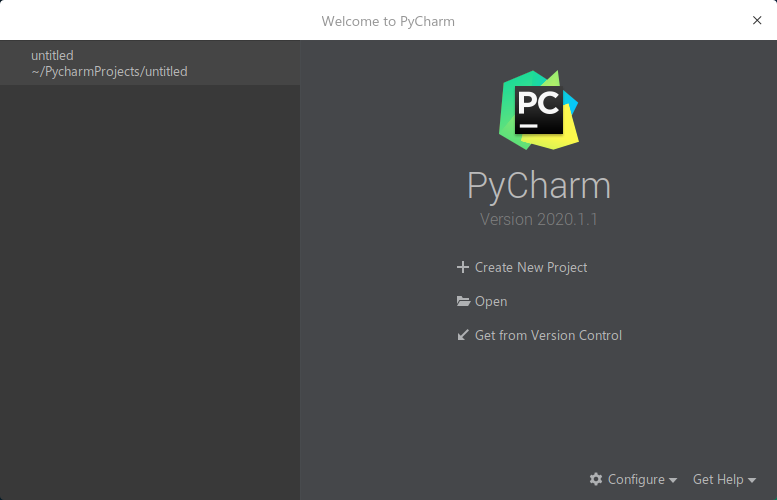 Welcome to PyCharm
untitled
~/PycharmProjects/untitled
PC
PyCharm
Version 2020.1.1
Create New Project
Open
Get from Version Control
Configure
Get Help